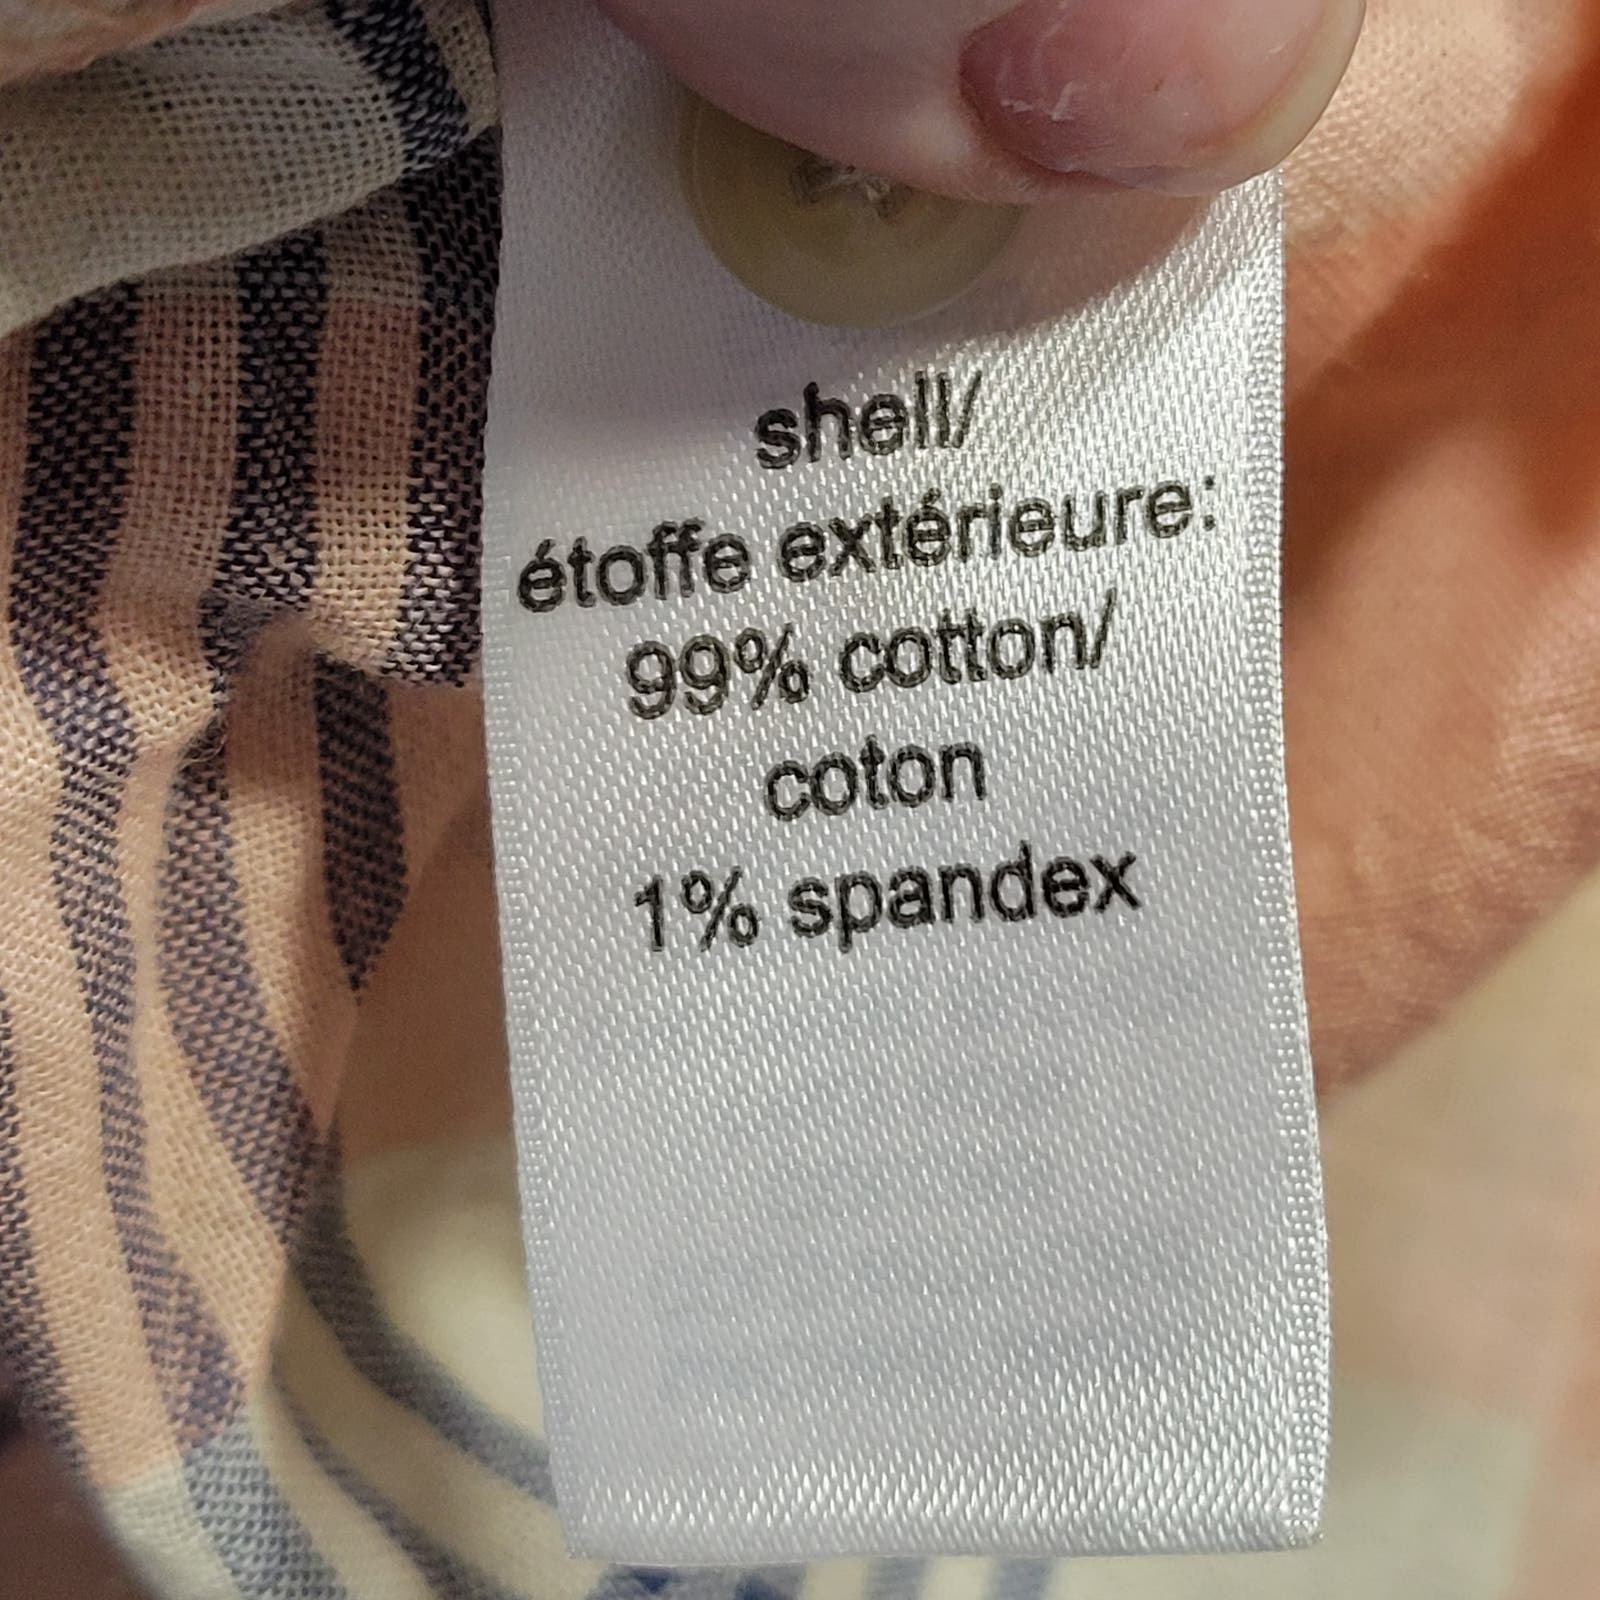 shell/
étoffe extérieure:
99% cotton/
coton
1% spandex